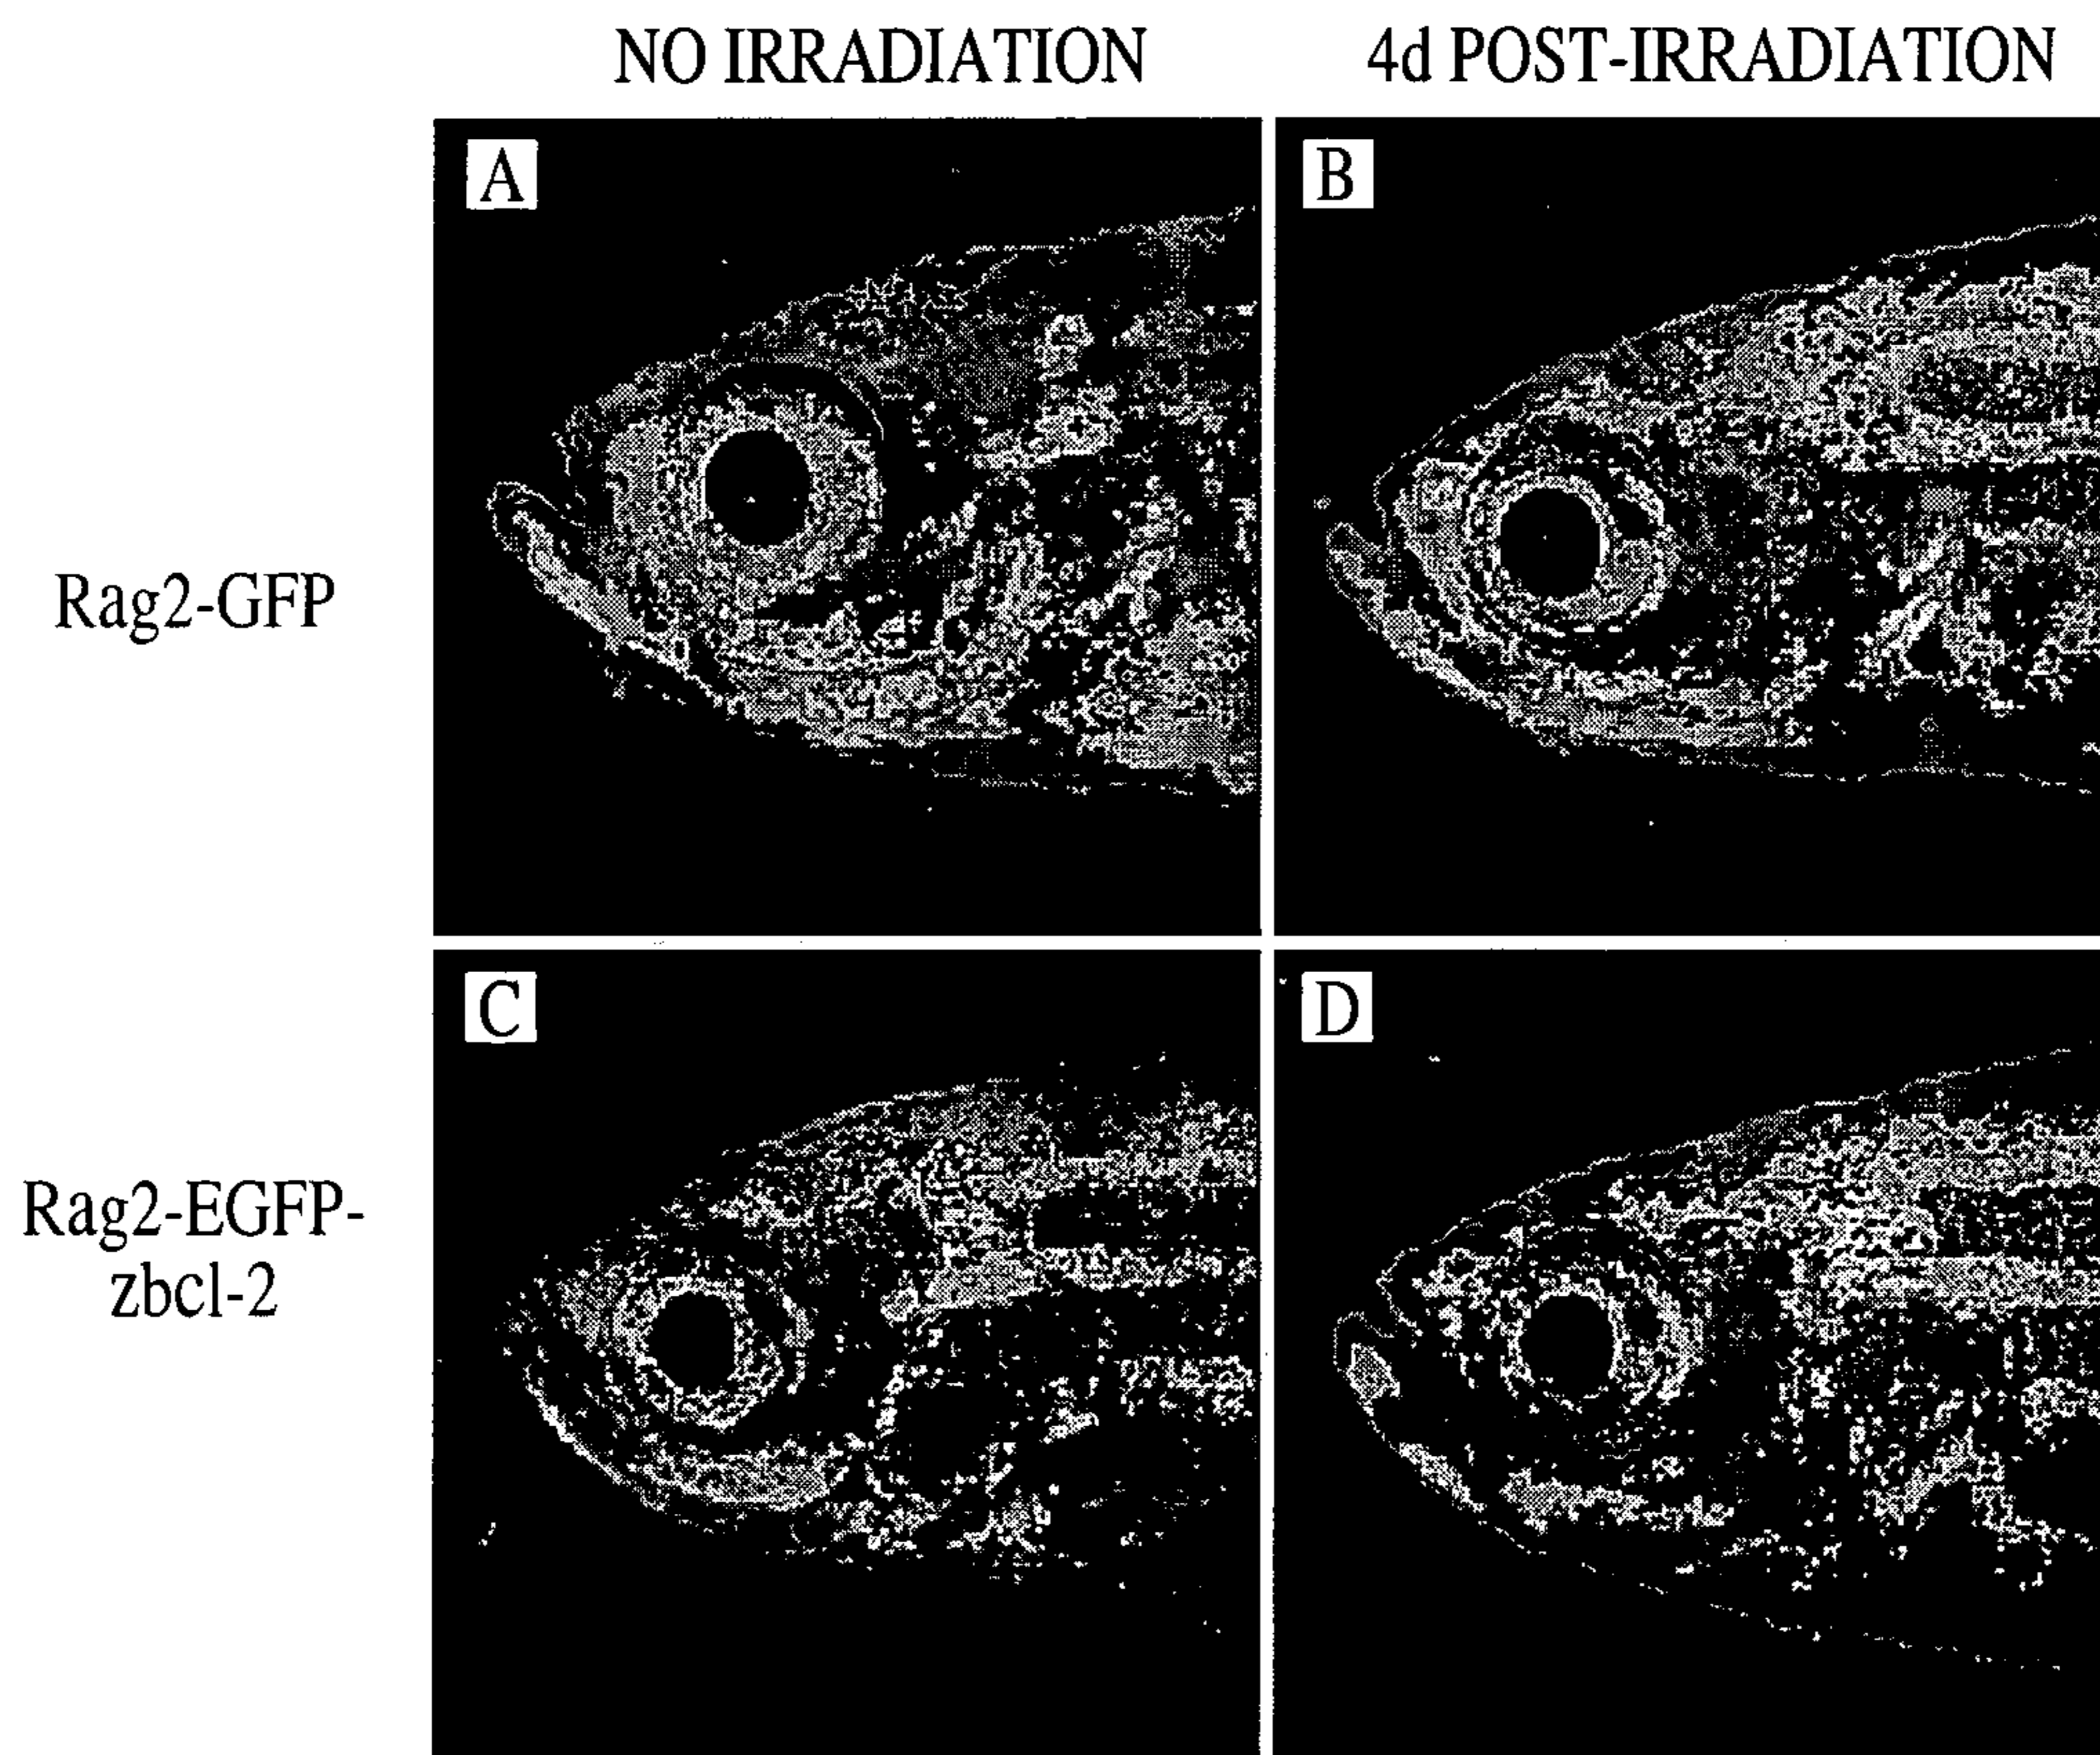 NO IRRADIATION
4d POST-IRRADIATION
A
B
Rag2-GFP
C
D
Rag2-EGFP-
zbcl-2